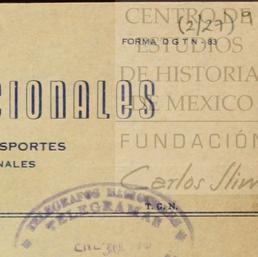 CENTRO DE
(2/27)
FORMA DGTN-83
ESTUDIOS
DE HISTORIA
DE MEXICO
CIONALES
SPORTES
NALES
FUNDACIÓN
Carlos Slim
T. G. N.
TELEGRAFOS NACIONALES
TELEGRAMAS